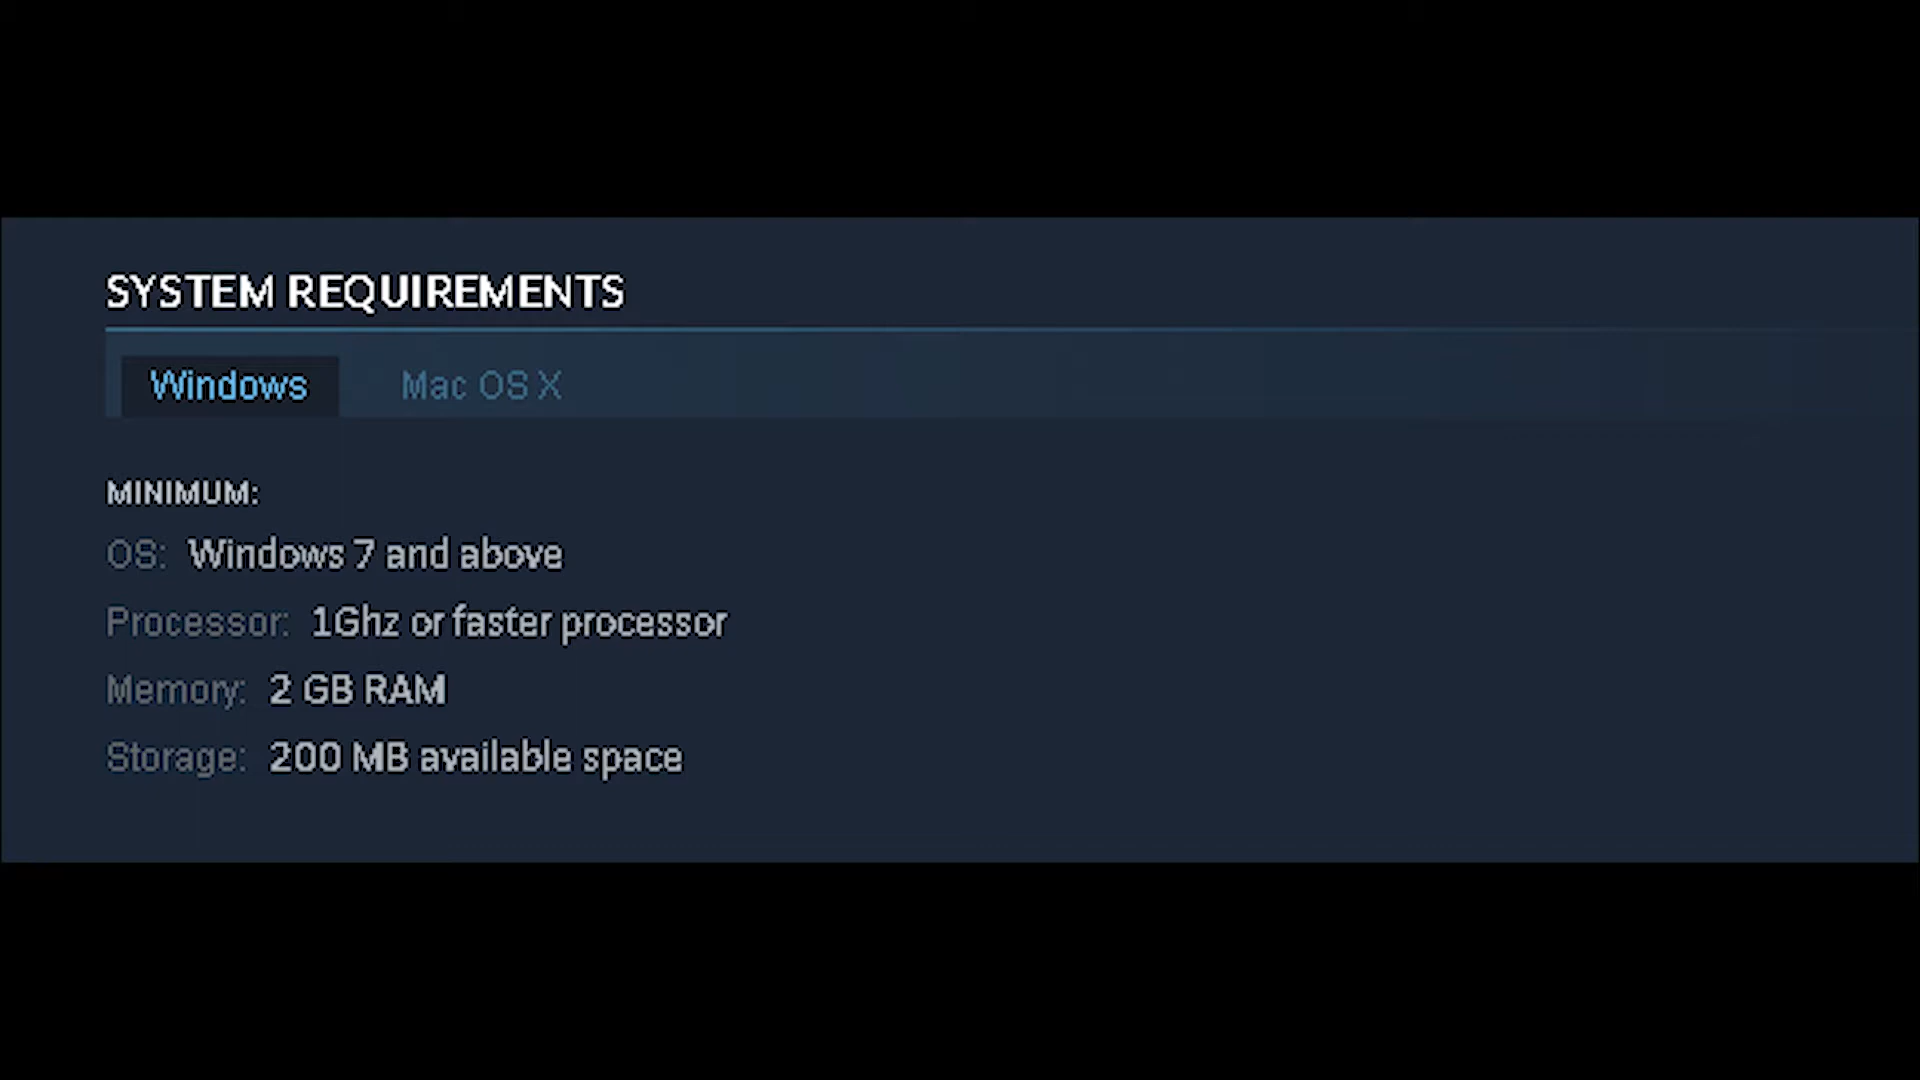 SYSTEM REQUIREMENTS
Windows Mac OS X
MINIMUM:
OS: Windows 7 and above
Processor: 1Ghz or faster processor
Memory: 2 GB RAM
Storage: 200 MB available space